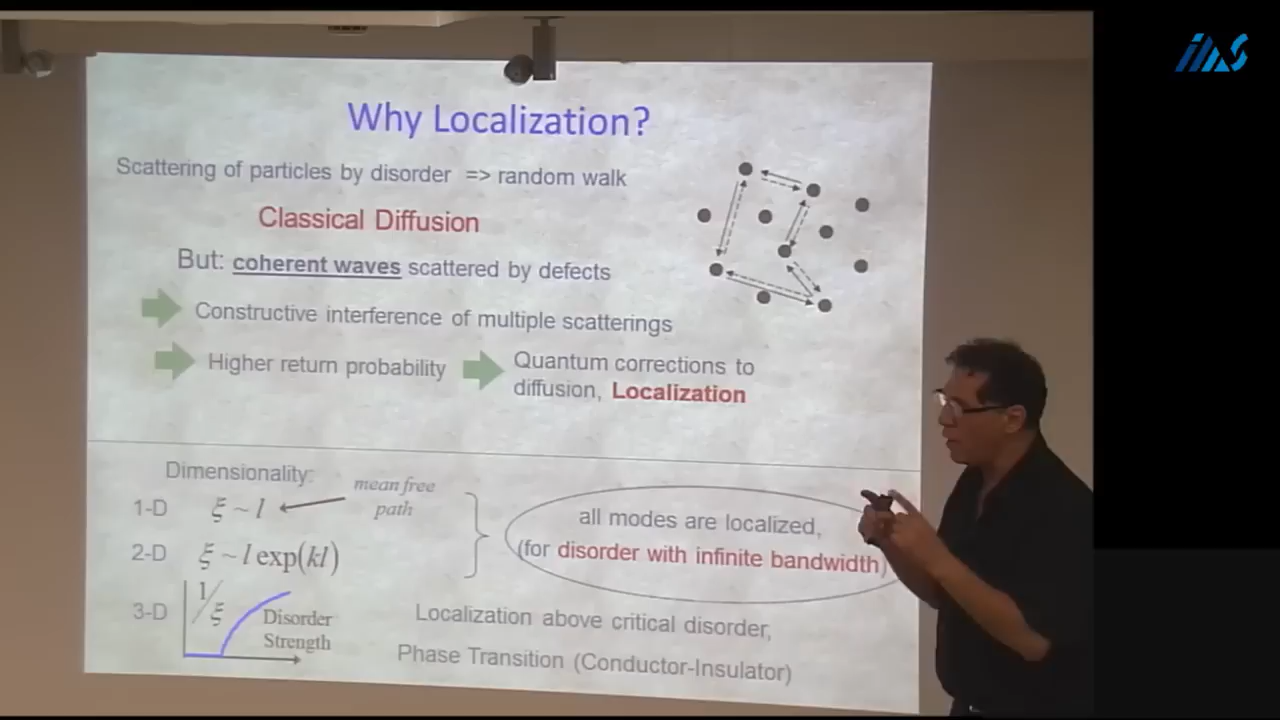 IIAS
Why Localization?
Scattering of particles by disorder => random walk
Classical Diffusion
But: coherent waves scattered by defects
Constructive interference of multiple scatterings
Higher return probability
Quantum corrections to
diffusion, Localization
Dimensionality:
1-D ξ ~ l
mean free
path
2-D ξ ~ l exp(kl)
all modes are localized,
(for disorder with infinite bandwidth)
3-D
1/ξ
Disorder
Strength
Localization above critical disorder,
Phase Transition (Conductor-Insulator)